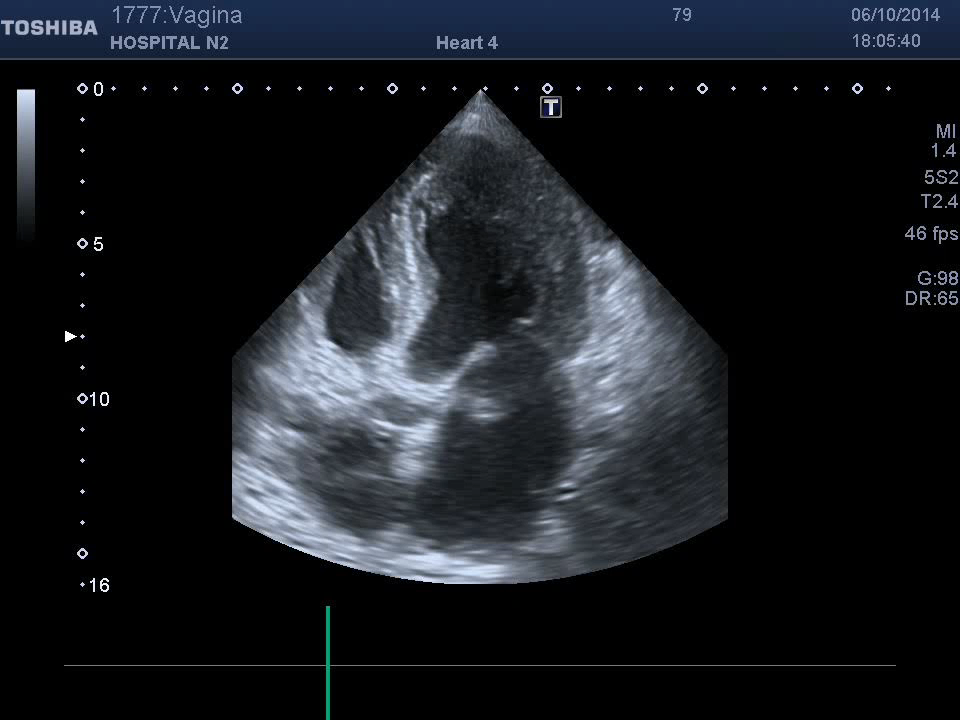 TOSHIBA
1777:Vagina 79 06/10/2014
HOSPITAL N2 Heart 4 18:05:40
0
T
MI
1.4
5S2
T2.4
46 fps
5
G:98
DR:65
10
16